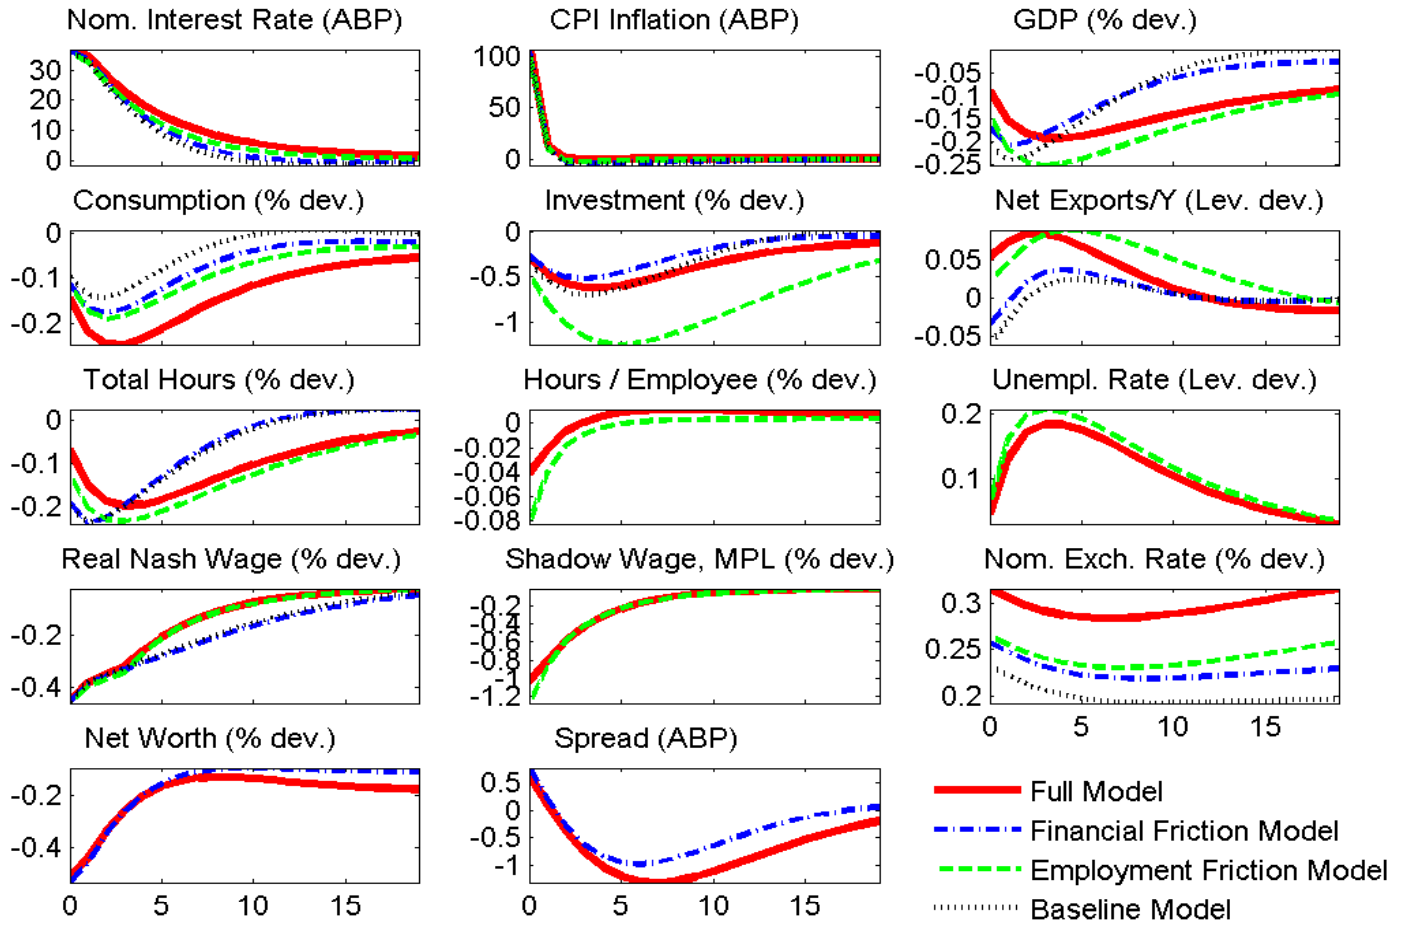 Nom. Interest Rate (ABP) CPI Inflation (ABP) GDP (% dev.)
30 20 10 0
100 50 0
-0.05 -0.1 -0.15 -0.2 -0.25
Consumption (% dev.) Investment (% dev.) Net Exports/Y (Lev. dev.)
0 -0.1 -0.2
0 -0.5 -1
0.05 0 -0.05
Total Hours (% dev.) Hours / Employee (% dev.) Unempl. Rate (Lev. dev.)
0 -0.1 -0.2
0 -0.02 -0.04 -0.06 -0.08
0.2 0.1
Real Nash Wage (% dev.) Shadow Wage, MPL (% dev.) Nom. Exch. Rate (% dev.)
-0.2 -0.4
-0.2 -0.4 -0.6 -0.8 -1 -1.2
0.3 0.25 0.2
0 5 10 15
Net Worth (% dev.) Spread (ABP)
-0.2 -0.4
0.5 0 -0.5 -1
0 5 10 15
0 5 10 15
Full Model
Financial Friction Model
Employment Friction Model
Baseline Model